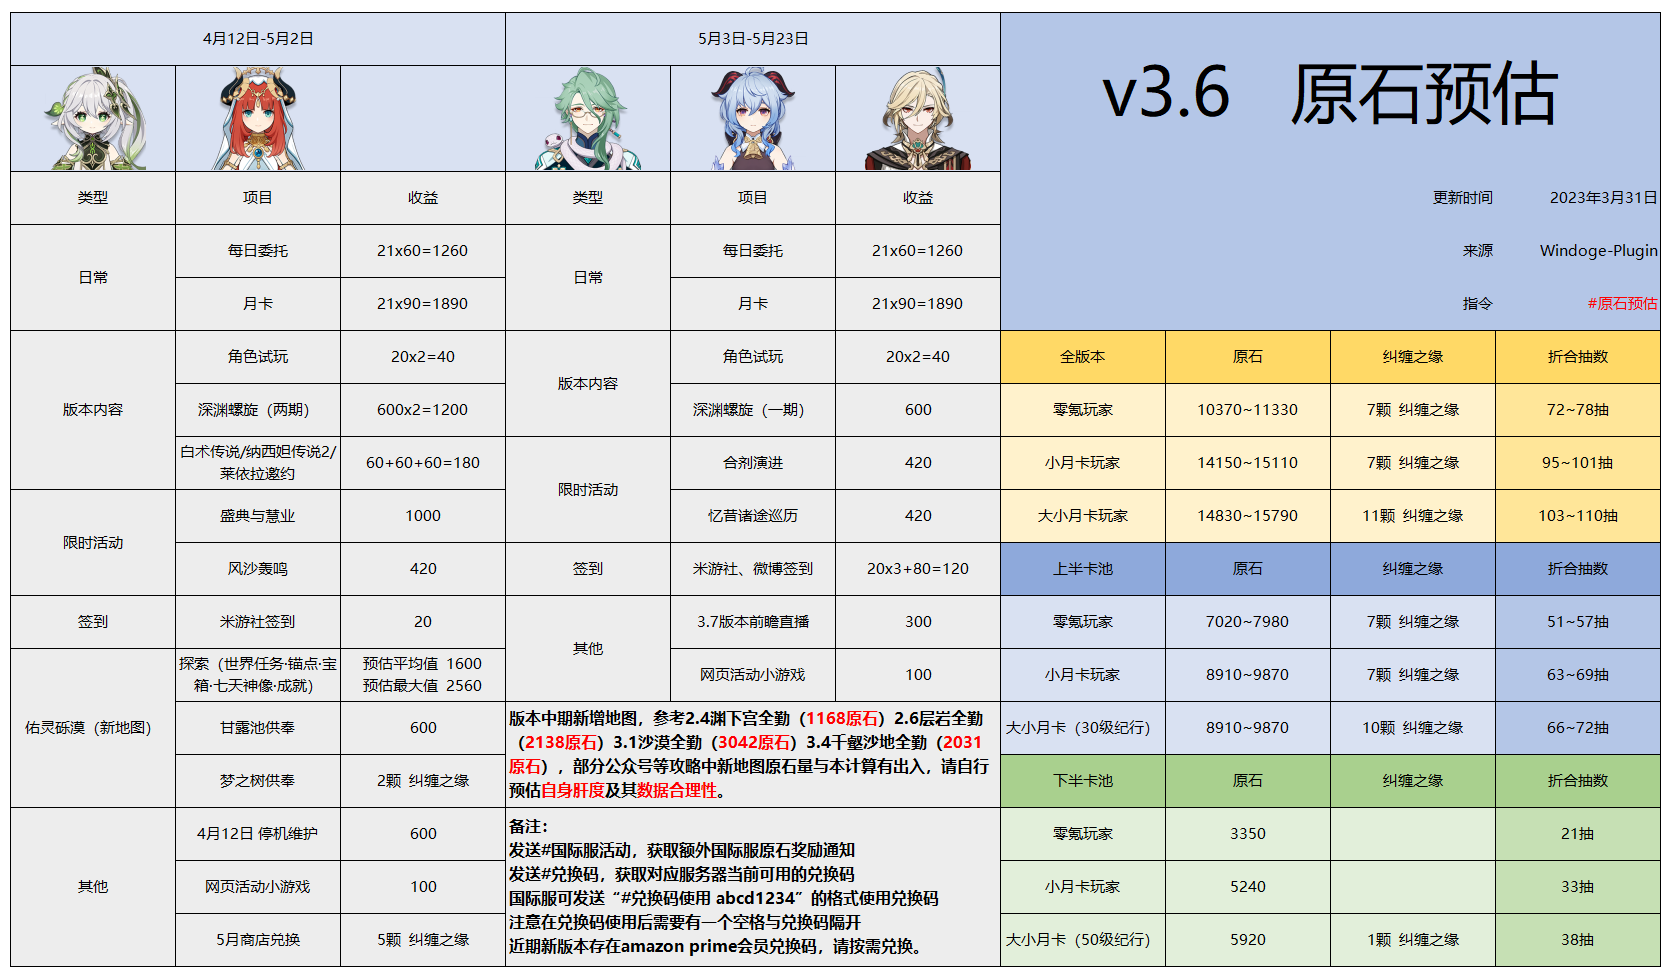 4月12日-5月2日
5月3日-5月23日
v3.6 原石预估
类型 项目 收益 类型 项目 收益
更新时间 2023年3月31日
日常
每日委托 21x60=1260
月卡 21x90=1890
日常
每日委托 21x60=1260
月卡 21x90=1890
来源 Windoge-Plugin
指令 #原石预估
版本内容
角色试玩 20x2=40
深渊螺旋（两期） 600x2=1200
白术传说/纳西妲传说2/
莱依拉邀约
60+60+60=180
限时活动
盛典与慧业 1000
风沙轰鸣 420
签到 米游社签到 20
佑灵砾漠（新地图）
探索（世界任务·锚点·宝
箱·七天神像·成就）
预估平均值 1600
预估最大值 2560
甘露池供奉 600
梦之树供奉 2颗 纠缠之缘
其他
4月12日 停机维护 600
网页活动小游戏 100
5月商店兑换 5颗 纠缠之缘
版本内容
角色试玩 20x2=40
深渊螺旋（一期） 600
限时活动
合剂演进 420
忆昔诸途巡历 420
签到 米游社、微博签到 20x3+80=120
其他
3.7版本前瞻直播 300
网页活动小游戏 100
版本中期新增地图，参考2.4渊下宫全勤（1168原石）2.6层岩全勤
（2138原石）3.1沙漠全勤（3042原石）3.4千壑沙地全勤（2031
原石），部分公众号等攻略中新地图原石量与本计算有出入，请自行
预估自身肝度及其数据合理性。
备注：
发送#国际服活动，获取额外国际服原石奖励通知
发送#兑换码，获取对应服务器当前可用的兑换码
国际服可发送“#兑换码使用 abcd1234”的格式使用兑换码
注意在兑换码使用后需要有一个空格与兑换码隔开
近期新版本存在amazon prime会员兑换码，请按需兑换。
全版本 原石 纠缠之缘 折合抽数
零氪玩家 10370~11330 7颗 纠缠之缘 72~78抽
小月卡玩家 14150~15110 7颗 纠缠之缘 95~101抽
大小月卡玩家 14830~15790 11颗 纠缠之缘 103~110抽
上半卡池 原石 纠缠之缘 折合抽数
零氪玩家 7020~7980 7颗 纠缠之缘 51~57抽
小月卡玩家 8910~9870 7颗 纠缠之缘 63~69抽
大小月卡（30级纪行） 8910~9870 10颗 纠缠之缘 66~72抽
下半卡池 原石 纠缠之缘 折合抽数
零氪玩家 3350 21抽
小月卡玩家 5240 33抽
大小月卡（50级纪行） 5920 1颗 纠缠之缘 38抽